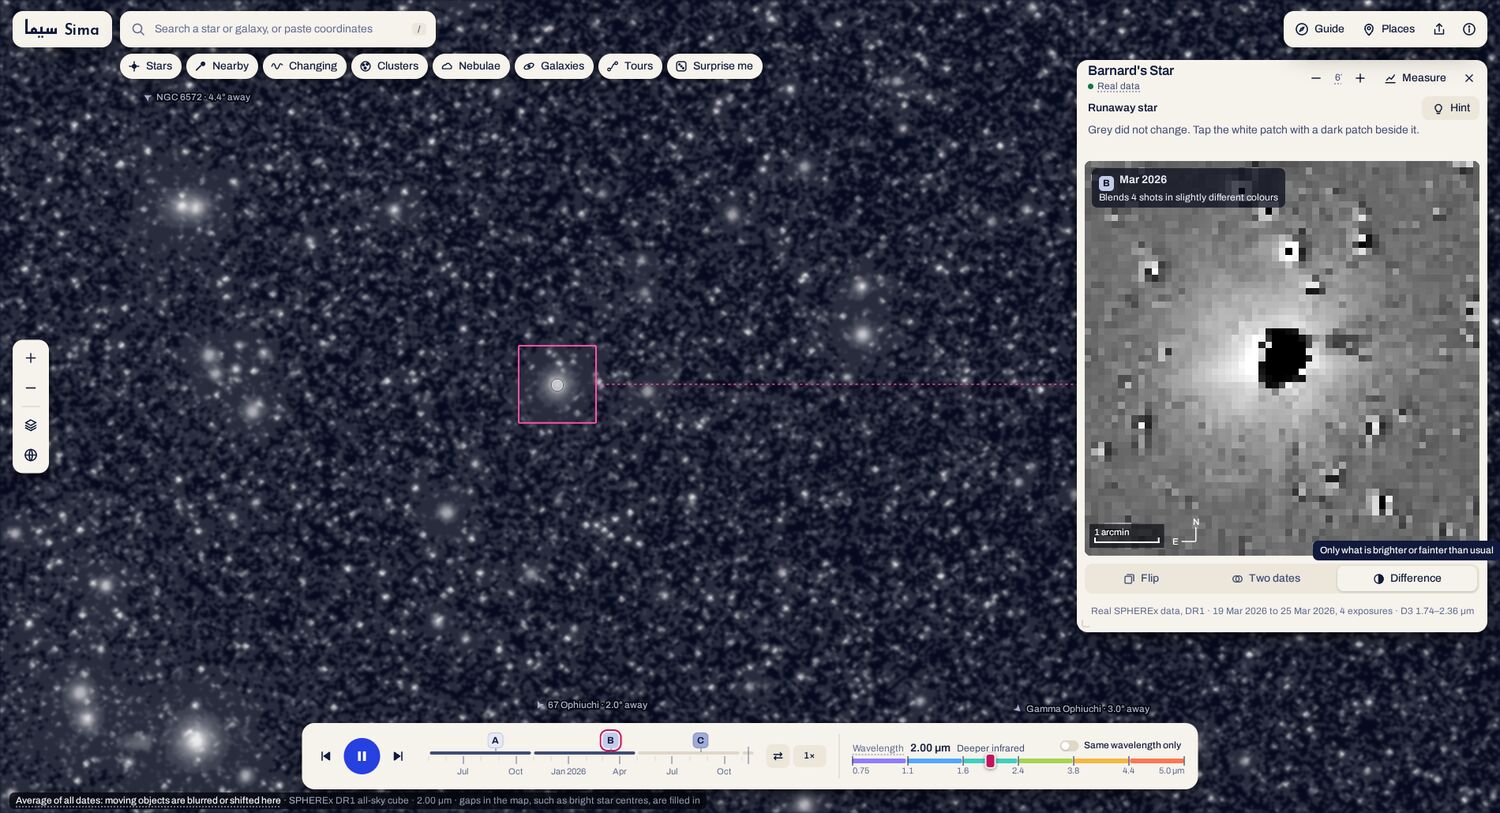 سيما Sima
Search a star or galaxy, or paste coordinates /
Guide
Places
Stars
Nearby
Changing
Clusters
Nebulae
Galaxies
Tours
Surprise me
NGC 6572 · 4.4° away
Barnard's Star
Real data
6'
Measure
Runaway star
Hint
Grey did not change. Tap the white patch with a dark patch beside it.
B Mar 2026
Blends 4 shots in slightly different colours
1 arcmin
N
E
Only what is brighter or fainter than usual
Flip
Two dates
Difference
Real SPHEREx data, DR1 · 19 Mar 2026 to 25 Mar 2026, 4 exposures · D3 1.74–2.36 µm
67 Ophiuchi · 2.0° away
Gamma Ophiuchi · 3.0° away
A
B
C
Jul
Oct
Jan 2026
Apr
Jul
Oct
1×
Wavelength 2.00 µm Deeper infrared
Same wavelength only
0.75
1.1
1.6
2.4
3.8
4.4
5.0 µm
Average of all dates: moving objects are blurred or shifted here · SPHEREx DR1 all-sky cube · 2.00 µm · gaps in the map, such as bright star centres, are filled in